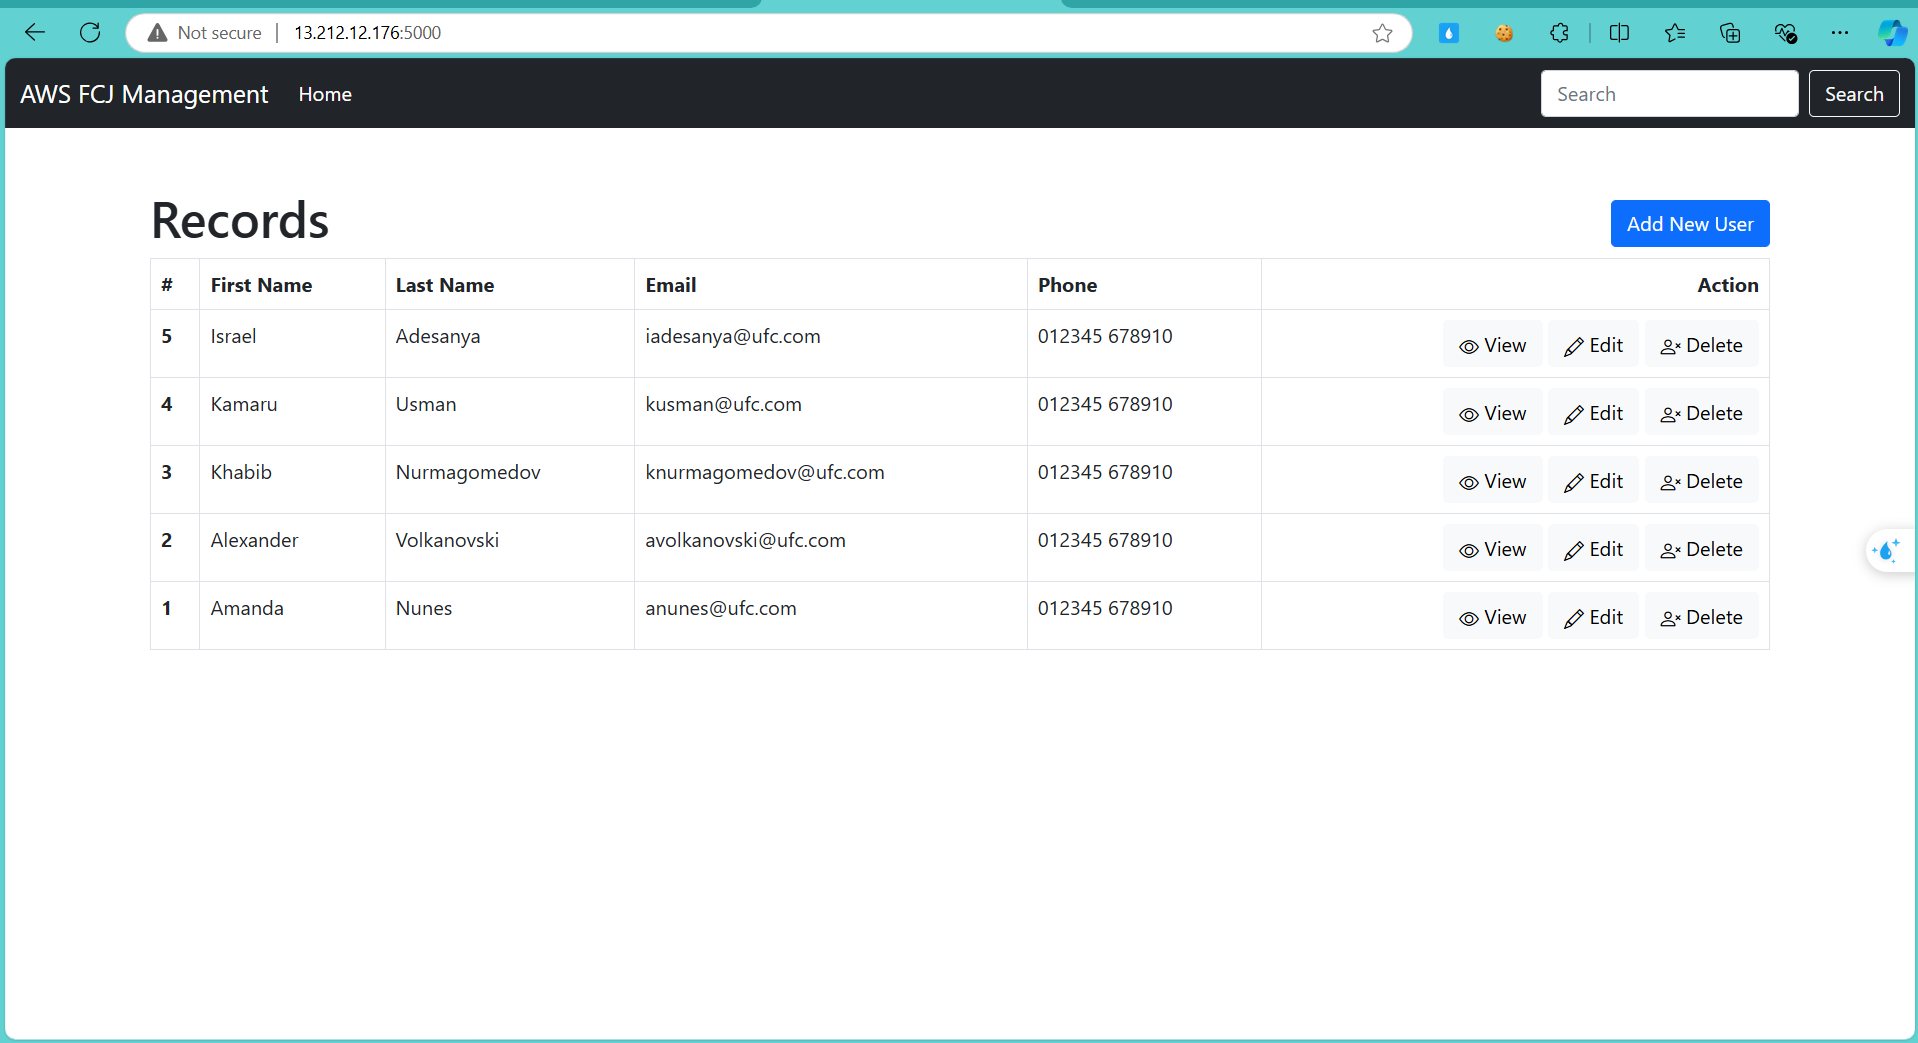 Not secure | 13.212.12.176:5000
AWS FCJ Management Home Search Search
Records Add New User
# First Name Last Name Email Phone Action
5 Israel Adesanya iadesanya@ufc.com 012345 678910 View Edit Delete
4 Kamaru Usman kusman@ufc.com 012345 678910 View Edit Delete
3 Khabib Nurmagomedov knurmagomedov@ufc.com 012345 678910 View Edit Delete
2 Alexander Volkanovski avolkanovski@ufc.com 012345 678910 View Edit Delete
1 Amanda Nunes anunes@ufc.com 012345 678910 View Edit Delete